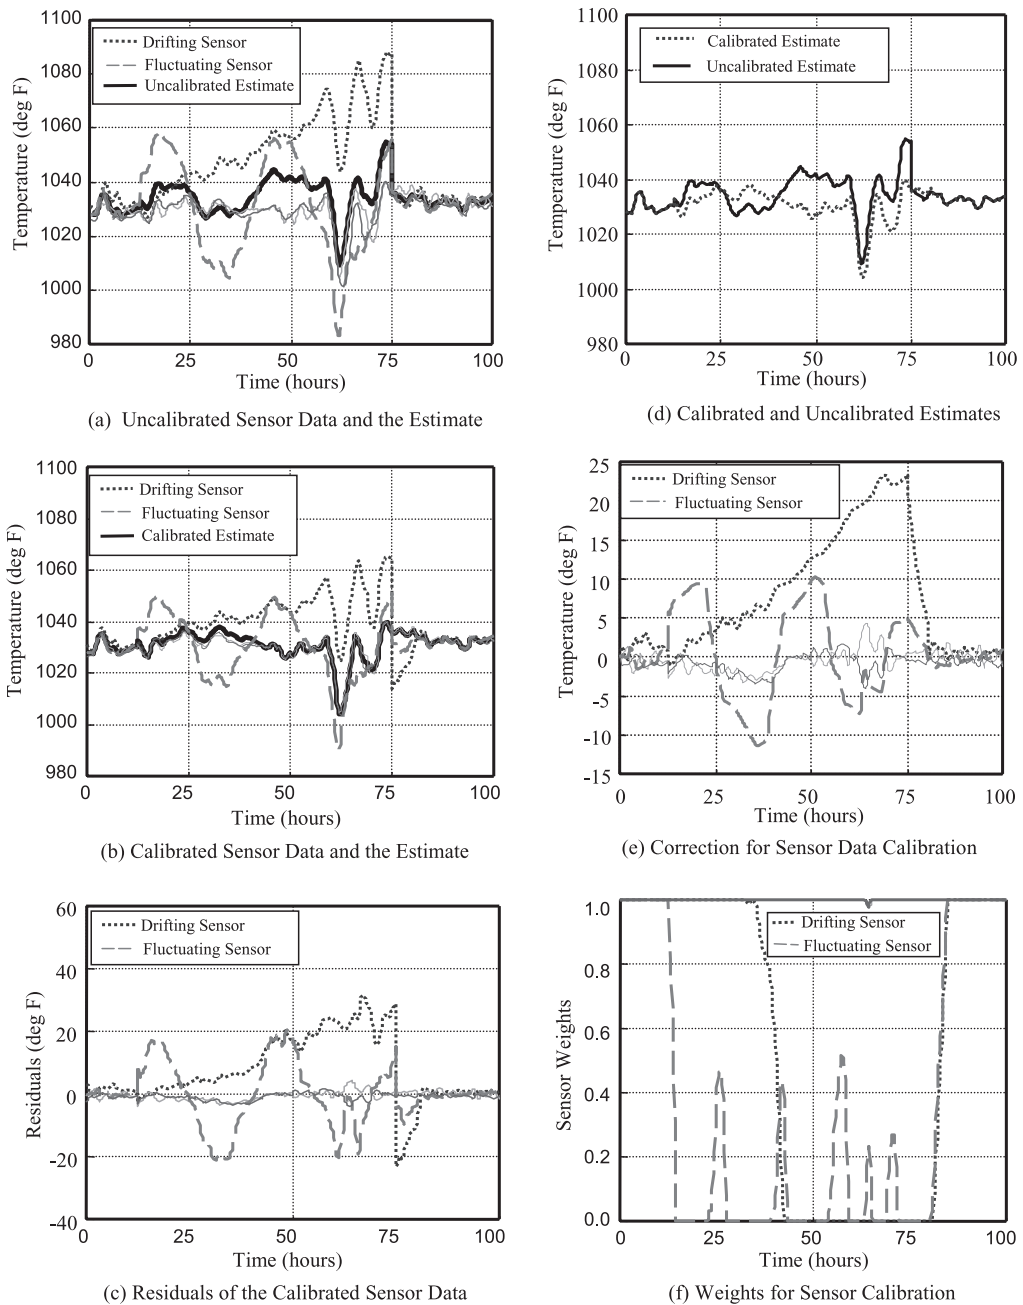 1100
1080
1060
1040
1020
1000
980
Temperature (deg F)
Drifting Sensor
Fluctuating Sensor
Uncalibrated Estimate
0
25
50
75
100
Time (hours)
(a) Uncalibrated Sensor Data and the Estimate
1100
1080
1060
1040
1020
1000
980
Temperature (deg F)
Calibrated Estimate
Uncalibrated Estimate
0
25
50
75
100
Time (hours)
(d) Calibrated and Uncalibrated Estimates
1100
1080
1060
1040
1020
1000
980
Temperature (deg F)
Drifting Sensor
Fluctuating Sensor
Calibrated Estimate
0
25
50
75
100
Time (hours)
(b) Calibrated Sensor Data and the Estimate
25
20
15
10
5
0
-5
-10
-15
Temperature (deg F)
Drifting Sensor
Fluctuating Sensor
0
25
50
75
100
Time (hours)
(e) Correction for Sensor Data Calibration
60
40
20
0
-20
-40
Residuals (deg F)
Drifting Sensor
Fluctuating Sensor
0
25
50
75
100
Time (hours)
(c) Residuals of the Calibrated Sensor Data
1.0
0.8
0.6
0.4
0.2
0.0
Sensor Weights
Drifting Sensor
Fluctuating Sensor
0
25
50
75
100
Time (hours)
(f) Weights for Sensor Calibration